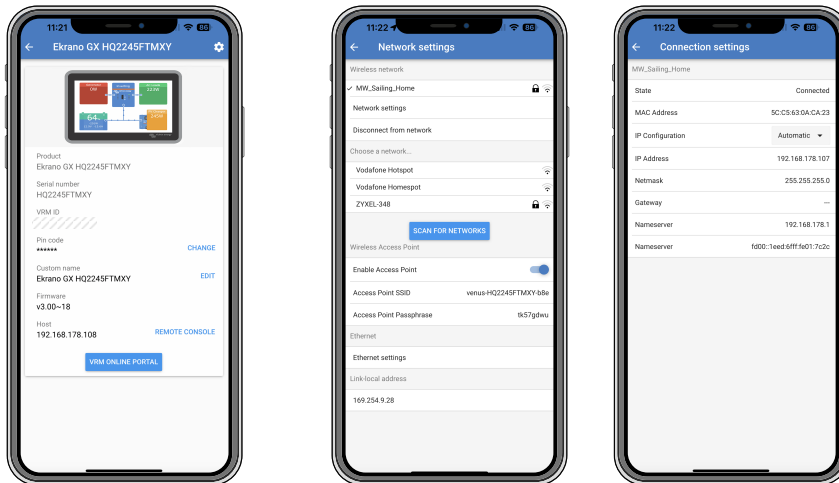 11:21
86
Ekrano GX HQ2245FTMXY
0W
223W
64
245W
Product
Ekrano GX HQ2245FTMXY
Serial number
HQ2245FTMXY
VRM ID
Pin code
******
CHANGE
Custom name
Ekrano GX HQ2245FTMXY
EDIT
Firmware
v3.00~18
Host
192.168.178.108
REMOTE CONSOLE
VRM ONLINE PORTAL
11:22
86
Network settings
Wireless network
MW_Sailing_Home
Network settings
Disconnect from network
Choose a network...
Vodafone Hotspot
Vodafone Homespot
ZYXEL-348
SCAN FOR NETWORKS
Wireless Access Point
Enable Access Point
Access Point SSID venus-HQ2245FTMXY-b8e
Access Point Passphrase tk57gdwu
Ethernet
Ethernet settings
Link-local address
169.254.9.28
11:22
86
Connection settings
MW_Sailing_Home
State Connected
MAC Address 5C:C5:63:0A:CA:23
IP Configuration Automatic
IP Address 192.168.178.107
Netmask 255.255.255.0
Gateway ---
Nameserver 192.168.178.1
Nameserver fd00::1eed:6fff:fe01:7c2c